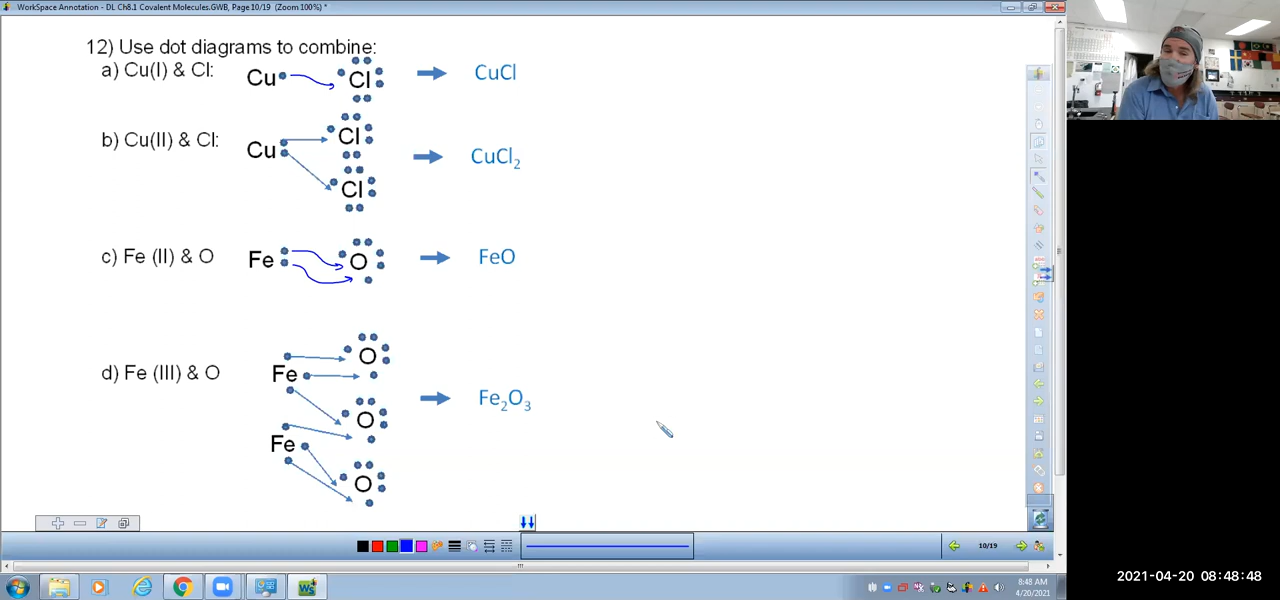 WorkSpace Annotation - DL Ch8.1 Covalent Molecules.GWB, Page 10/19 (Zoom 100%) *
12) Use dot diagrams to combine:
a) Cu(I) & Cl: Cu Cl CuCl
b) Cu(II) & Cl: Cu Cl CuCl₂
Cl
c) Fe (II) & O Fe O FeO
O
d) Fe (III) & O Fe Fe₂O₃
O
Fe
O
10/19
8:48 AM
4/20/2021
2021-04-20 08:48:48